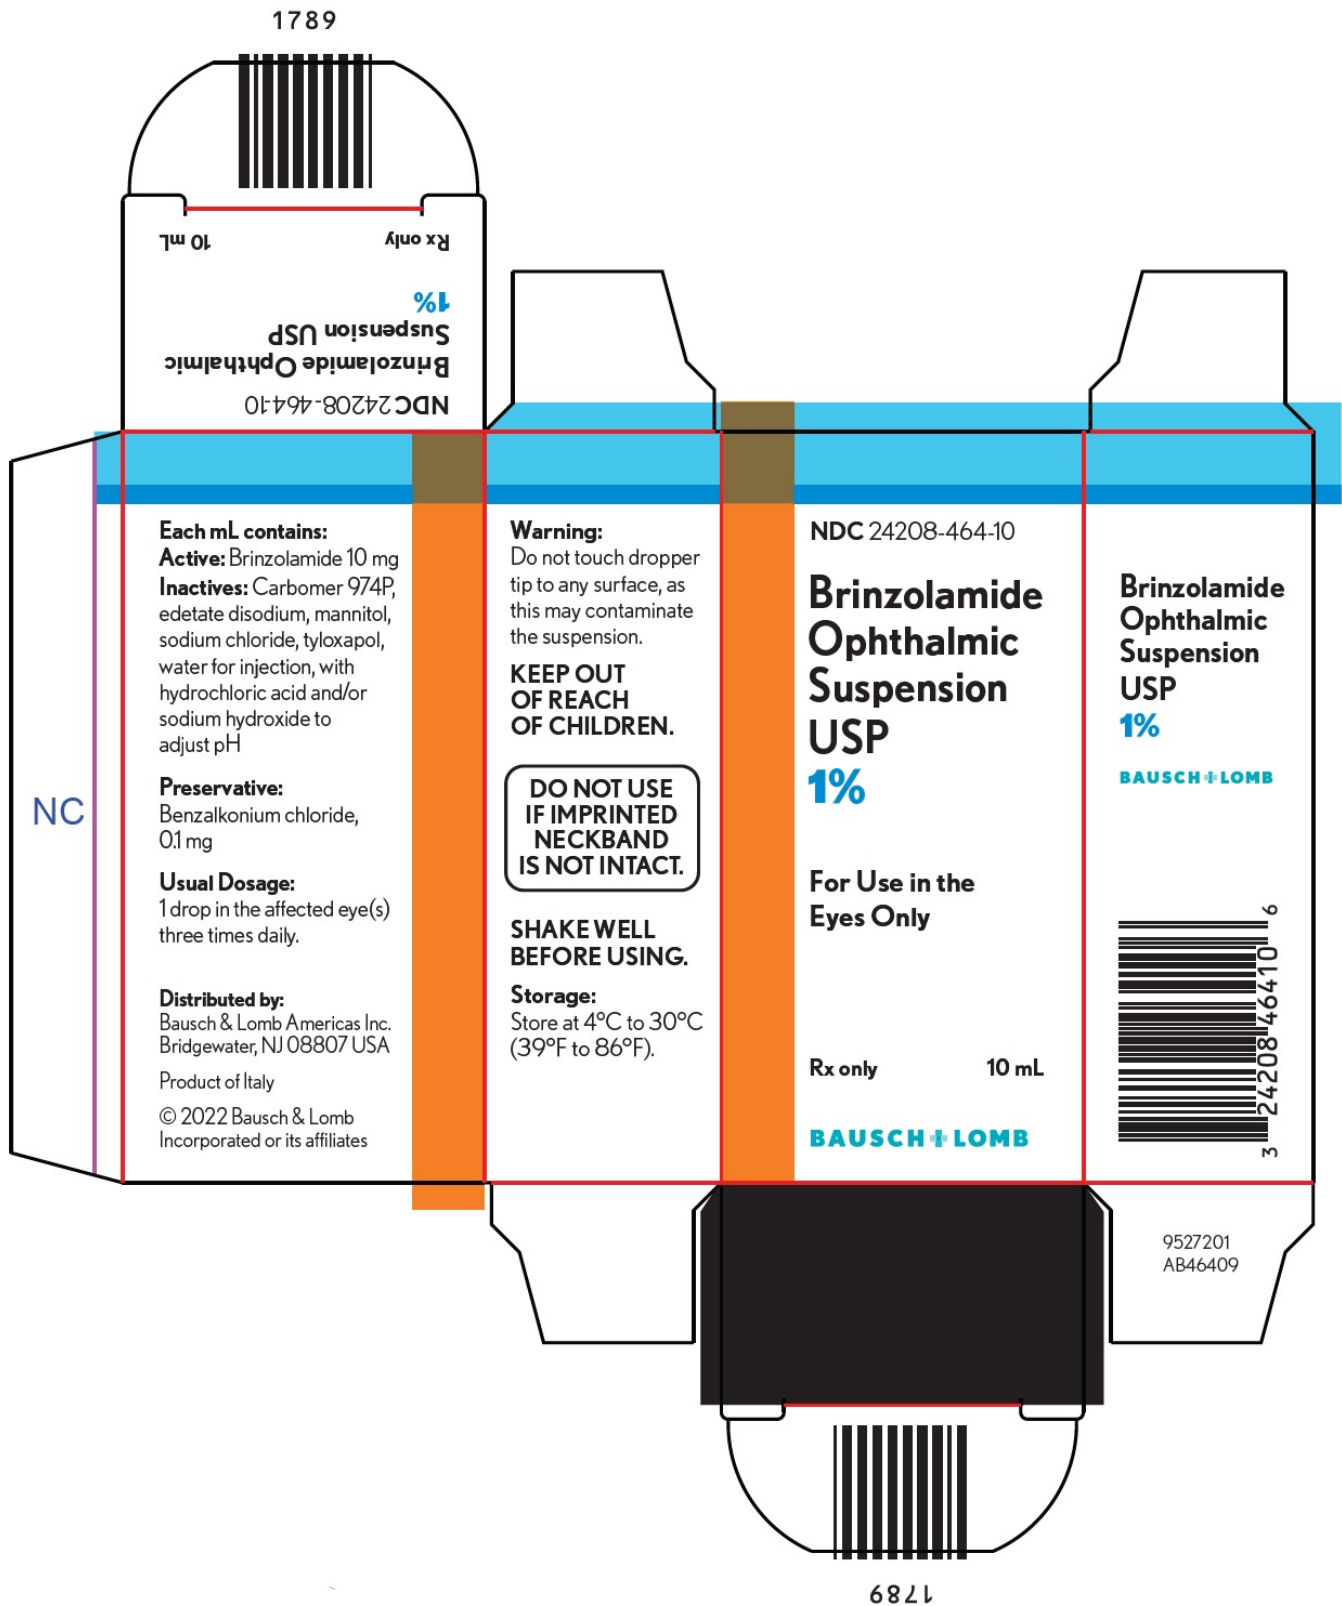 1789
Rx only 10 mL
1%
Suspension USP
Brinzolamide Ophthalmic
NDC 24208-464-10
NC
Each mL contains:
Active: Brinzolamide 10 mg
Inactives: Carbomer 974P,
edetate disodium, mannitol,
sodium chloride, tyloxapol,
water for injection, with
hydrochloric acid and/or
sodium hydroxide to
adjust pH
Preservative:
Benzalkonium chloride,
0.1 mg
Usual Dosage:
1 drop in the affected eye(s)
three times daily.
Distributed by:
Bausch & Lomb Americas Inc.
Bridgewater, NJ 08807 USA
Product of Italy
© 2022 Bausch & Lomb
Incorporated or its affiliates
Warning:
Do not touch dropper
tip to any surface, as
this may contaminate
the suspension.
KEEP OUT
OF REACH
OF CHILDREN.
DO NOT USE
IF IMPRINTED
NECKBAND
IS NOT INTACT.
SHAKE WELL
BEFORE USING.
Storage:
Store at 4°C to 30°C
(39°F to 86°F).
NDC 24208-464-10
Brinzolamide
Ophthalmic
Suspension
USP
1%
For Use in the
Eyes Only
Rx only 10 mL
BAUSCH + LOMB
Brinzolamide
Ophthalmic
Suspension
USP
1%
BAUSCH + LOMB
3 24208 46410 6
9527201
AB46409
1789